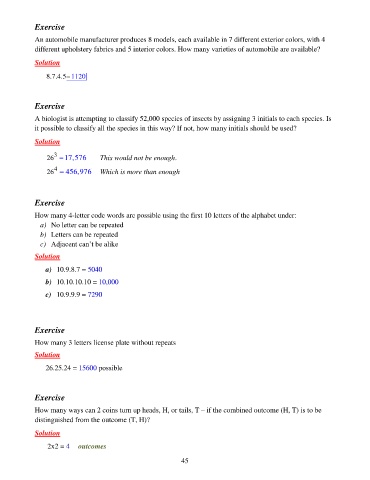 Exercise
An automobile manufacturer produces 8 models, each available in 7 different exterior colors, with 4
different upholstery fabrics and 5 interior colors. How many varieties of automobile are available?
Solution
8.7.4.5= 1120
Exercise
A biologist is attempting to classify 52,000 species of insects by assigning 3 initials to each species. Is
it possible to classify all the species in this way? If not, how many initials should be used?
Solution
26³ = 17,576 This would not be enough.
26⁴ = 456,976 Which is more than enough
Exercise
How many 4-letter code words are possible using the first 10 letters of the alphabet under:
a) No letter can be repeated
b) Letters can be repeated
c) Adjacent can't be alike
Solution
a) 10.9.8.7 = 5040
b) 10.10.10.10 = 10,000
c) 10.9.9.9 = 7290
Exercise
How many 3 letters license plate without repeats
Solution
26.25.24 = 15600 possible
Exercise
How many ways can 2 coins turn up heads, H, or tails, T – if the combined outcome (H, T) is to be
distinguished from the outcome (T, H)?
Solution
2x2 = 4 outcomes
45